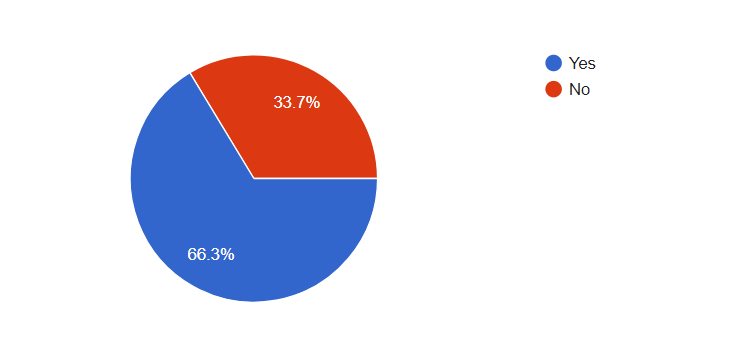 Yes
No
33.7%
66.3%